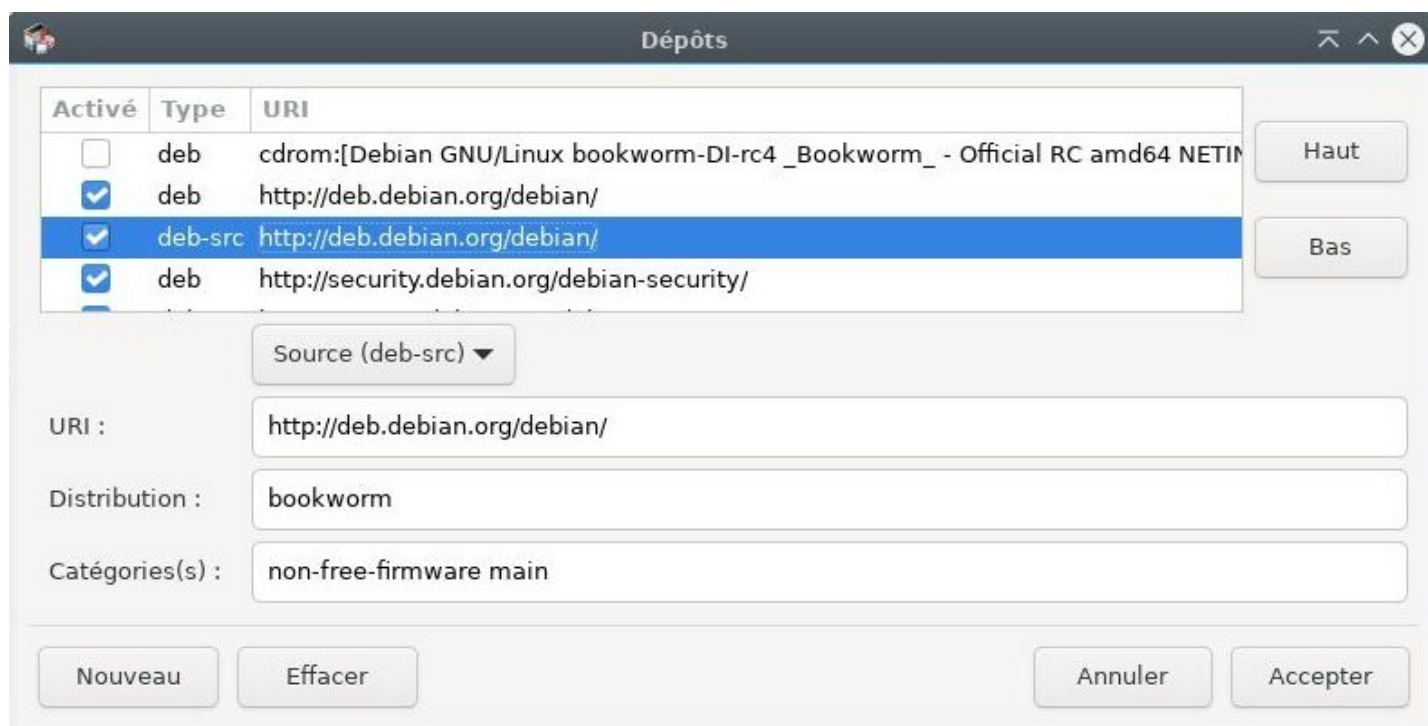 Dépôts
Activé Type URI
deb cdrom:[Debian GNU/Linux bookworm-DI-rc4 _Bookworm_ - Official RC amd64
Haut
deb http://deb.debian.org/debian/
deb-src http://deb.debian.org/debian/
Bas
deb http://security.debian.org/debian-security/
Source (deb-src)
URI : http://deb.debian.org/debian/
Distribution : bookworm
Catégories(s) : non-free-firmware main
Nouveau Effacer Annuler Accepter